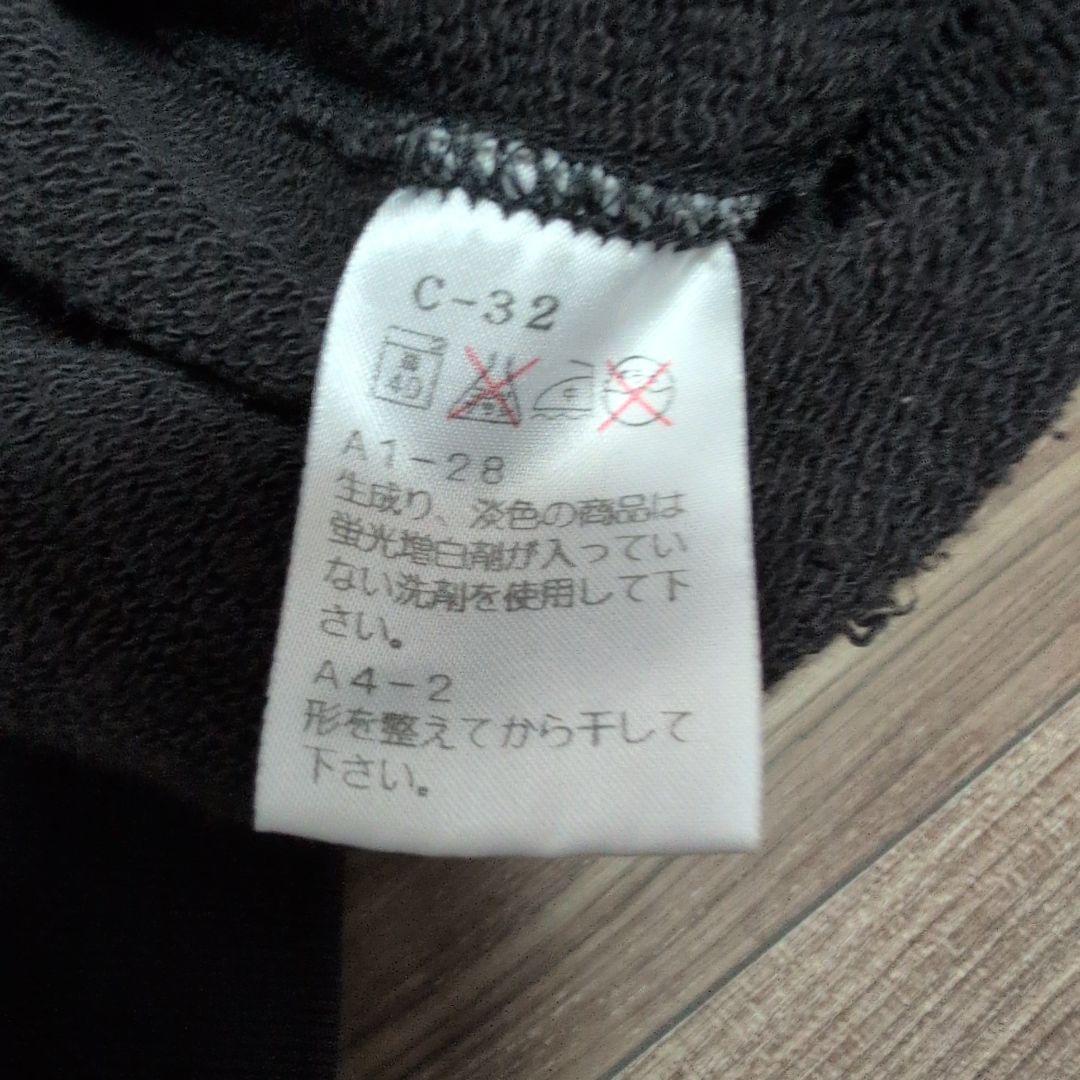 C-32
40
A1-28
生成り、淡色の商品は
蛍光増白剤が入ってい
ない洗剤を使用して下
さい。
A4-2
形を整えてから干して
下さい。